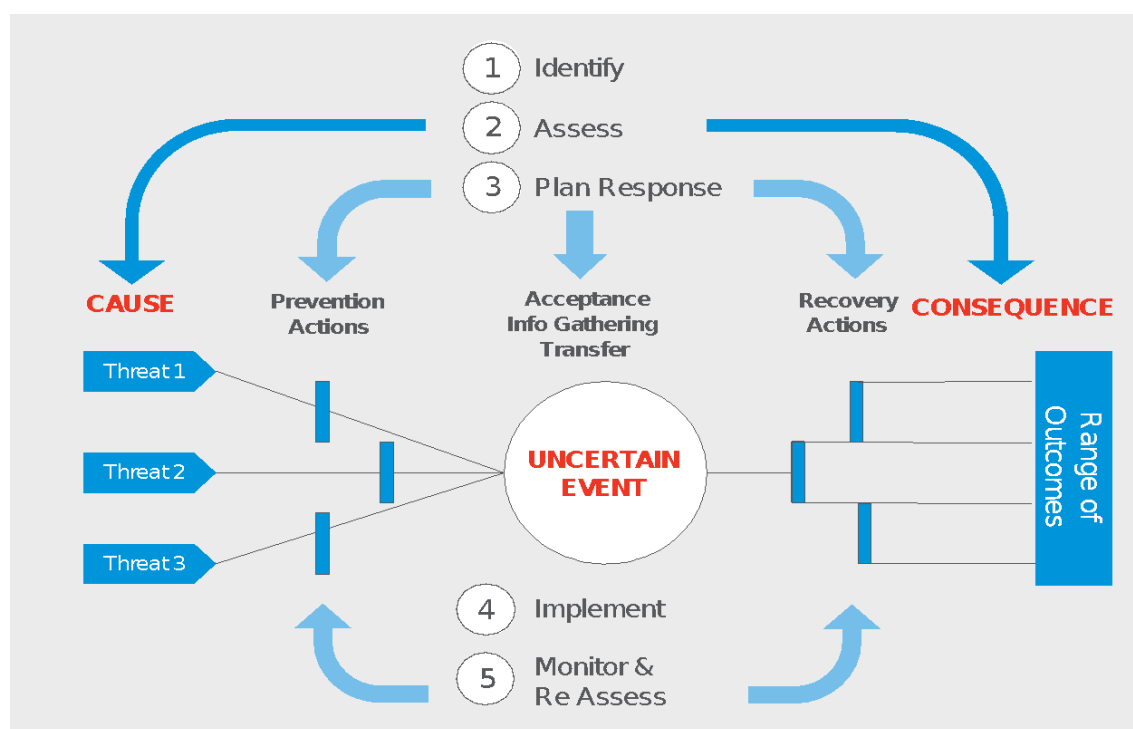 1 Identify
2 Assess
3 Plan Response
CAUSE
Prevention
Actions
Acceptance
Info Gathering
Transfer
Recovery
Actions
CONSEQUENCE
Threat 1
Threat 2
Threat 3
UNCERTAIN
EVENT
Range of
Outcomes
4 Implement
5 Monitor &
Re Assess